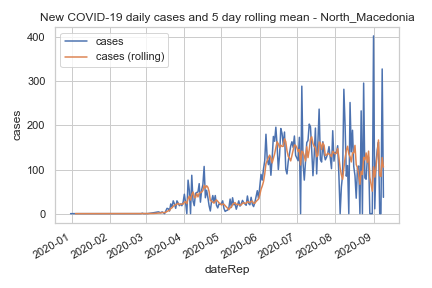 New COVID-19 daily cases and 5 day rolling mean - North_Macedonia
cases
cases (rolling)
400
300
200
100
0
cases
2020-01
2020-02
2020-03
2020-04
2020-05
2020-06
2020-07
2020-08
2020-09
dateRep